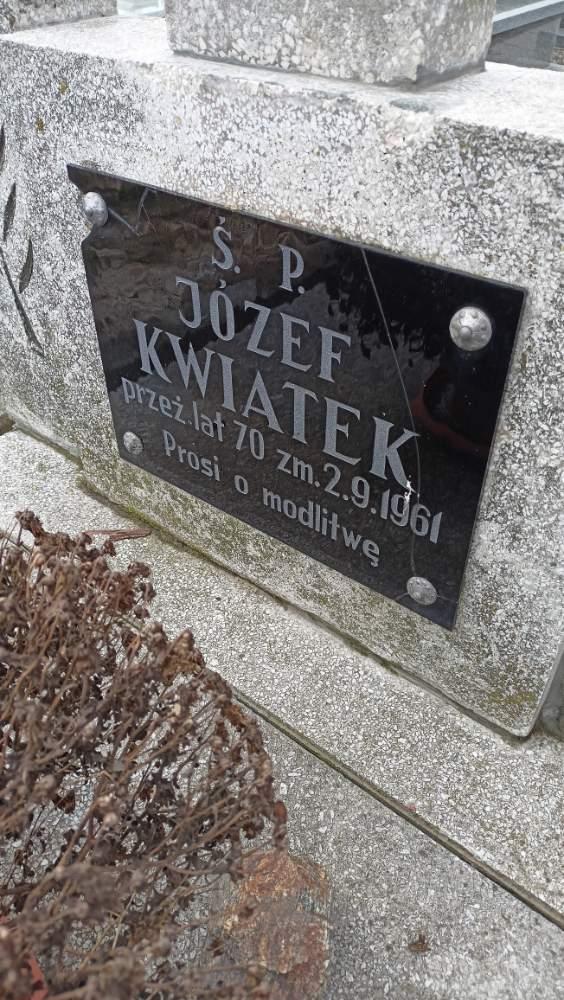 Ś. P.
JÓZEF
KWIATEK
przeż.lat 70 zm.2.9.1961
Prosi o modlitwę